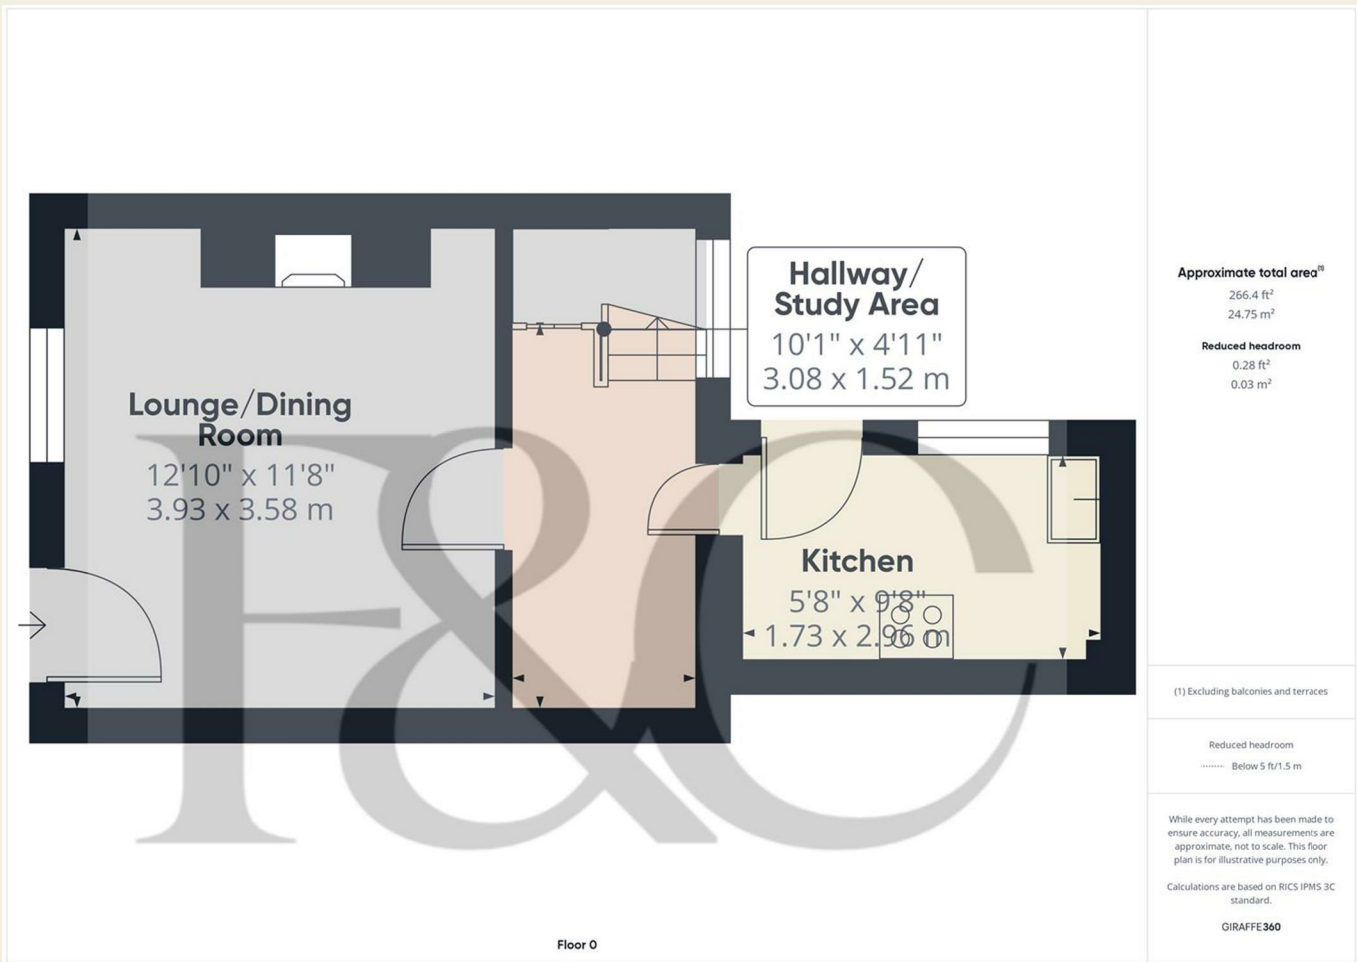 Hallway/
Study Area
10'1" x 4'11"
3.08 x 1.52 m
Lounge/Dining
Room
12'10" x 11'8"
3.93 x 3.58 m
Kitchen
5'8" x 9'8"
1.73 x 2.96 m
F&C
Floor 0
Approximate total area(1)
266.4 ft²
24.75 m²
Reduced headroom
0.28 ft²
0.03 m²
(1) Excluding balconies and terraces
Reduced headroom
Below 5 ft/1.5 m
While every attempt has been made to
ensure accuracy, all measurements are
approximate, not to scale. This floor
plan is for illustrative purposes only.
Calculations are based on RICS IPMS 3C
standard.
GIRAFFE360